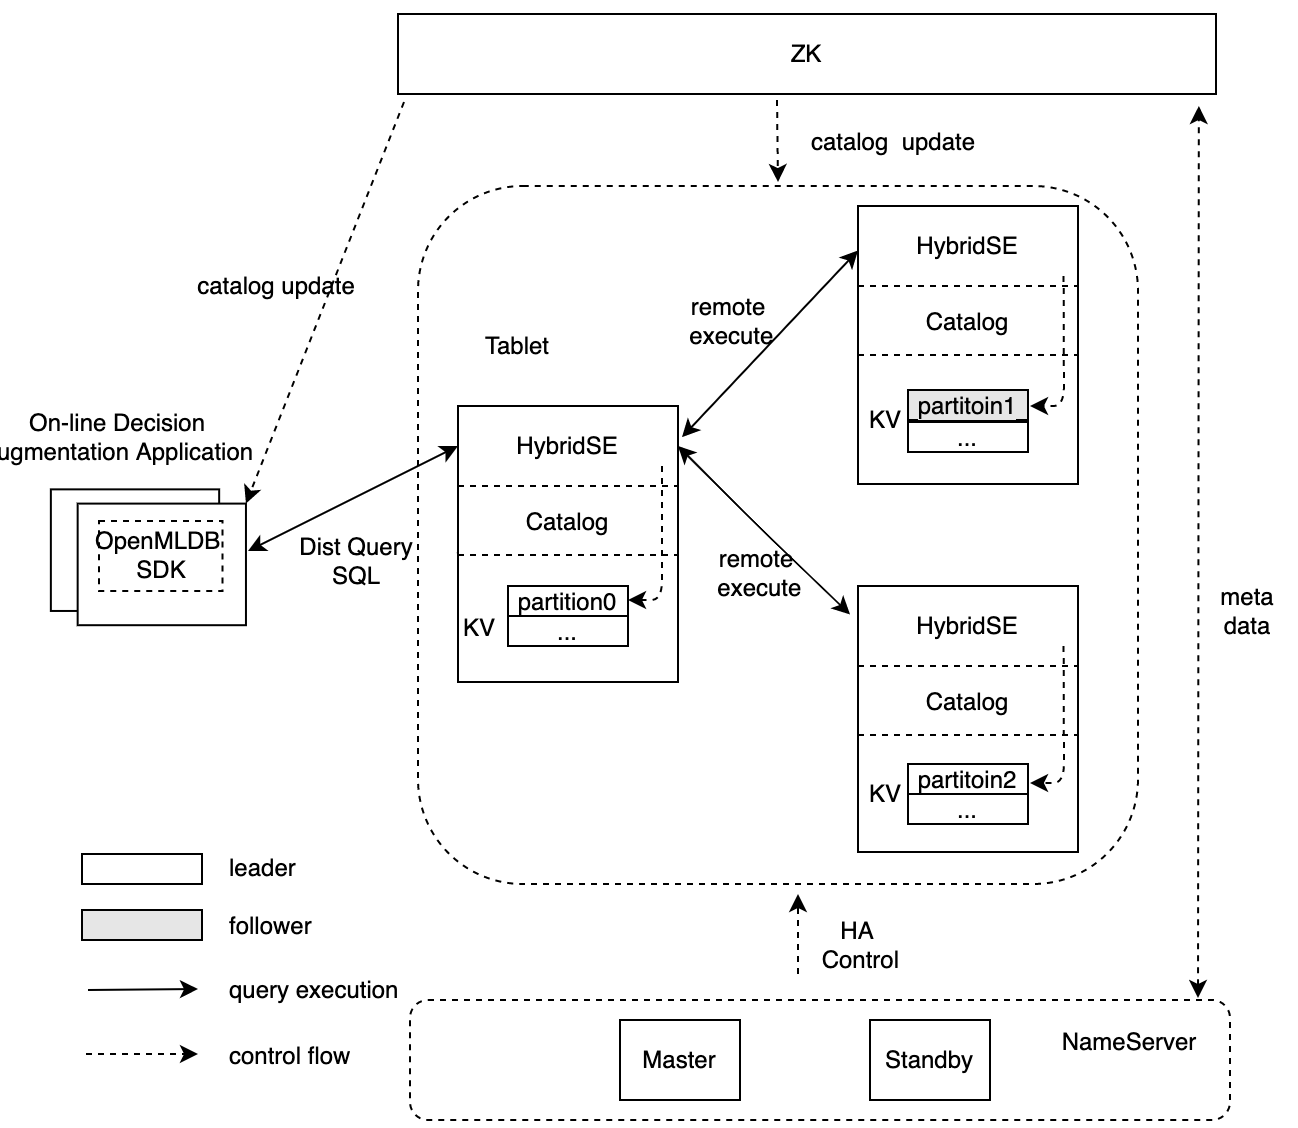 ZK
catalog  update
catalog update
HybridSE
Catalog
KV
partitoin1
...
remote
execute
Tablet
On-line Decision
ugmentation Application
OpenMLDB
SDK
Dist Query
SQL
HybridSE
Catalog
KV
partition0
...
remote
execute
HybridSE
Catalog
KV
partitoin2
...
meta
data
leader
follower
query execution
control flow
HA
Control
Master
Standby
NameServer